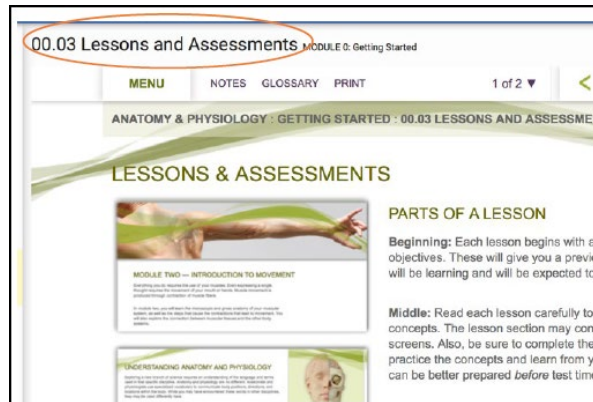 00.03 Lessons and Assessments MODULE 0: Getting Started
MENU NOTES GLOSSARY PRINT 1 of 2 ▼ <
ANATOMY & PHYSIOLOGY : GETTING STARTED : 00.03 LESSONS AND ASSESSME
LESSONS & ASSESSMENTS
MODULE TWO — INTRODUCTION TO MOVEMENT
UNDERSTANDING ANATOMY AND PHYSIOLOGY
PARTS OF A LESSON
Beginning: Each lesson begins with a
objectives. These will give you a previ
will be learning and will be expected to
Middle: Read each lesson carefully to
concepts. The lesson section may con
screens. Also, be sure to complete the
practice the concepts and learn from y
can be better prepared before test time